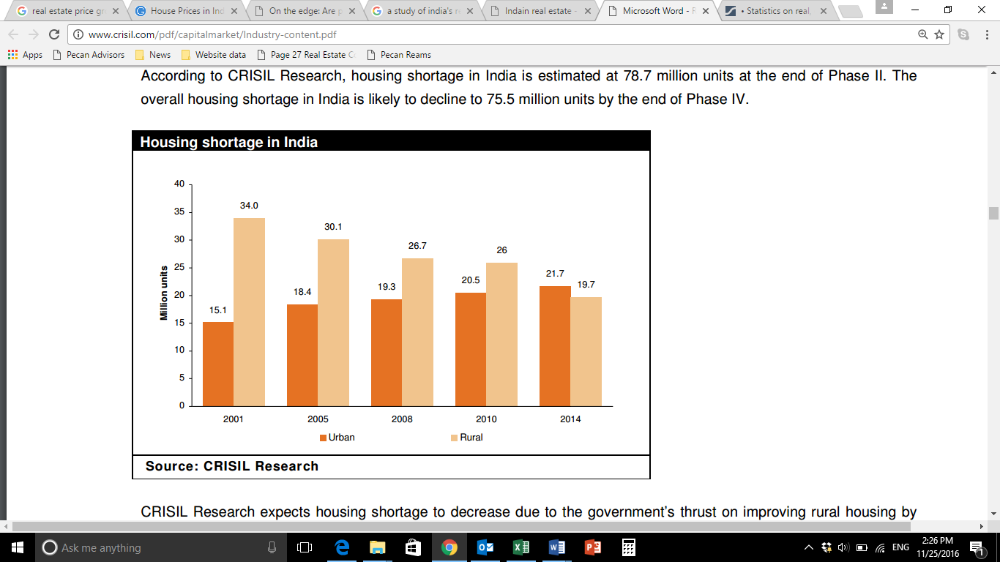 real estate price gr
House Prices in Ind
On the edge: Are p
a study of india's r
Indain real estate -
Microsoft Word - R
• Statistics on real,
www.crisil.com/pdf/capitalmarket/Industry-content.pdf
Apps Pecan Advisors News Website data Page 27 Real Estate C Pecan Reams
According to CRISIL Research, housing shortage in India is estimated at 78.7 million units at the end of Phase II. The
overall housing shortage in India is likely to decline to 75.5 million units by the end of Phase IV.
Housing shortage in India
Million units
40
35
30
25
20
15
10
5
0
15.1 34.0
18.4 30.1
19.3 26.7
20.5 26
21.7 19.7
2001 2005 2008 2010 2014
Urban Rural
Source: CRISIL Research
CRISIL Research expects housing shortage to decrease due to the government's thrust on improving rural housing by
Ask me anything
ENG
2:26 PM
11/25/2016
1